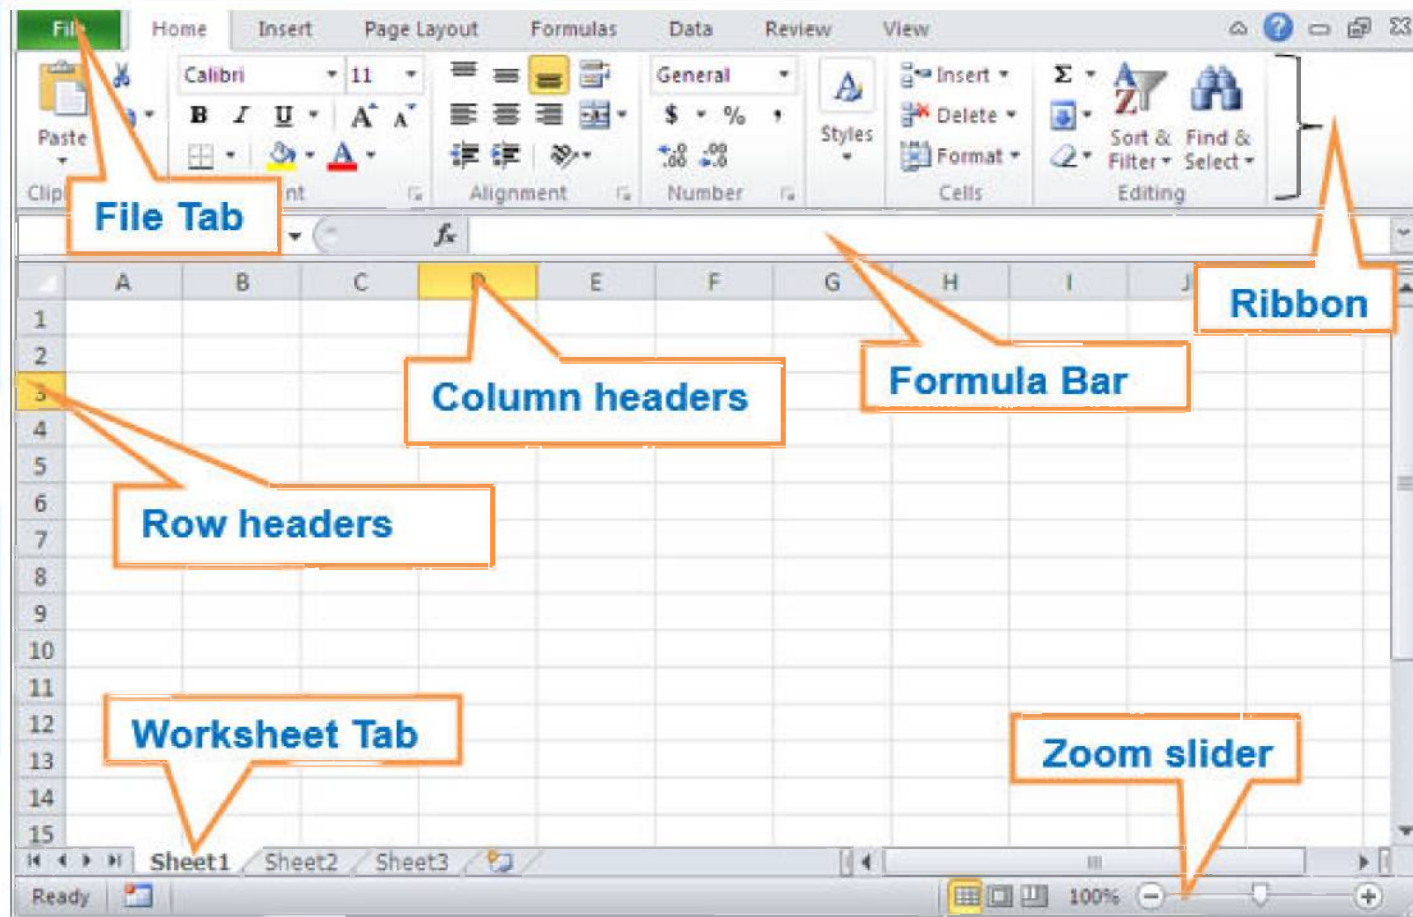 File Home Insert Page Layout Formulas Data Review View
Calibri 11 General Insert
B I U A A $ % , Delete
Paste Styles Sort & Find &
A .00 .00 Format Filter Select
Alignment Number Cells Editing
File Tab
fx
A B C D E F G H I J
Ribbon
1
2
Formula Bar
3
Column headers
4
5
6
Row headers
7
8
9
10
11
12
Worksheet Tab
Zoom slider
13
14
15
Sheet1 Sheet2 Sheet3
Ready 100%